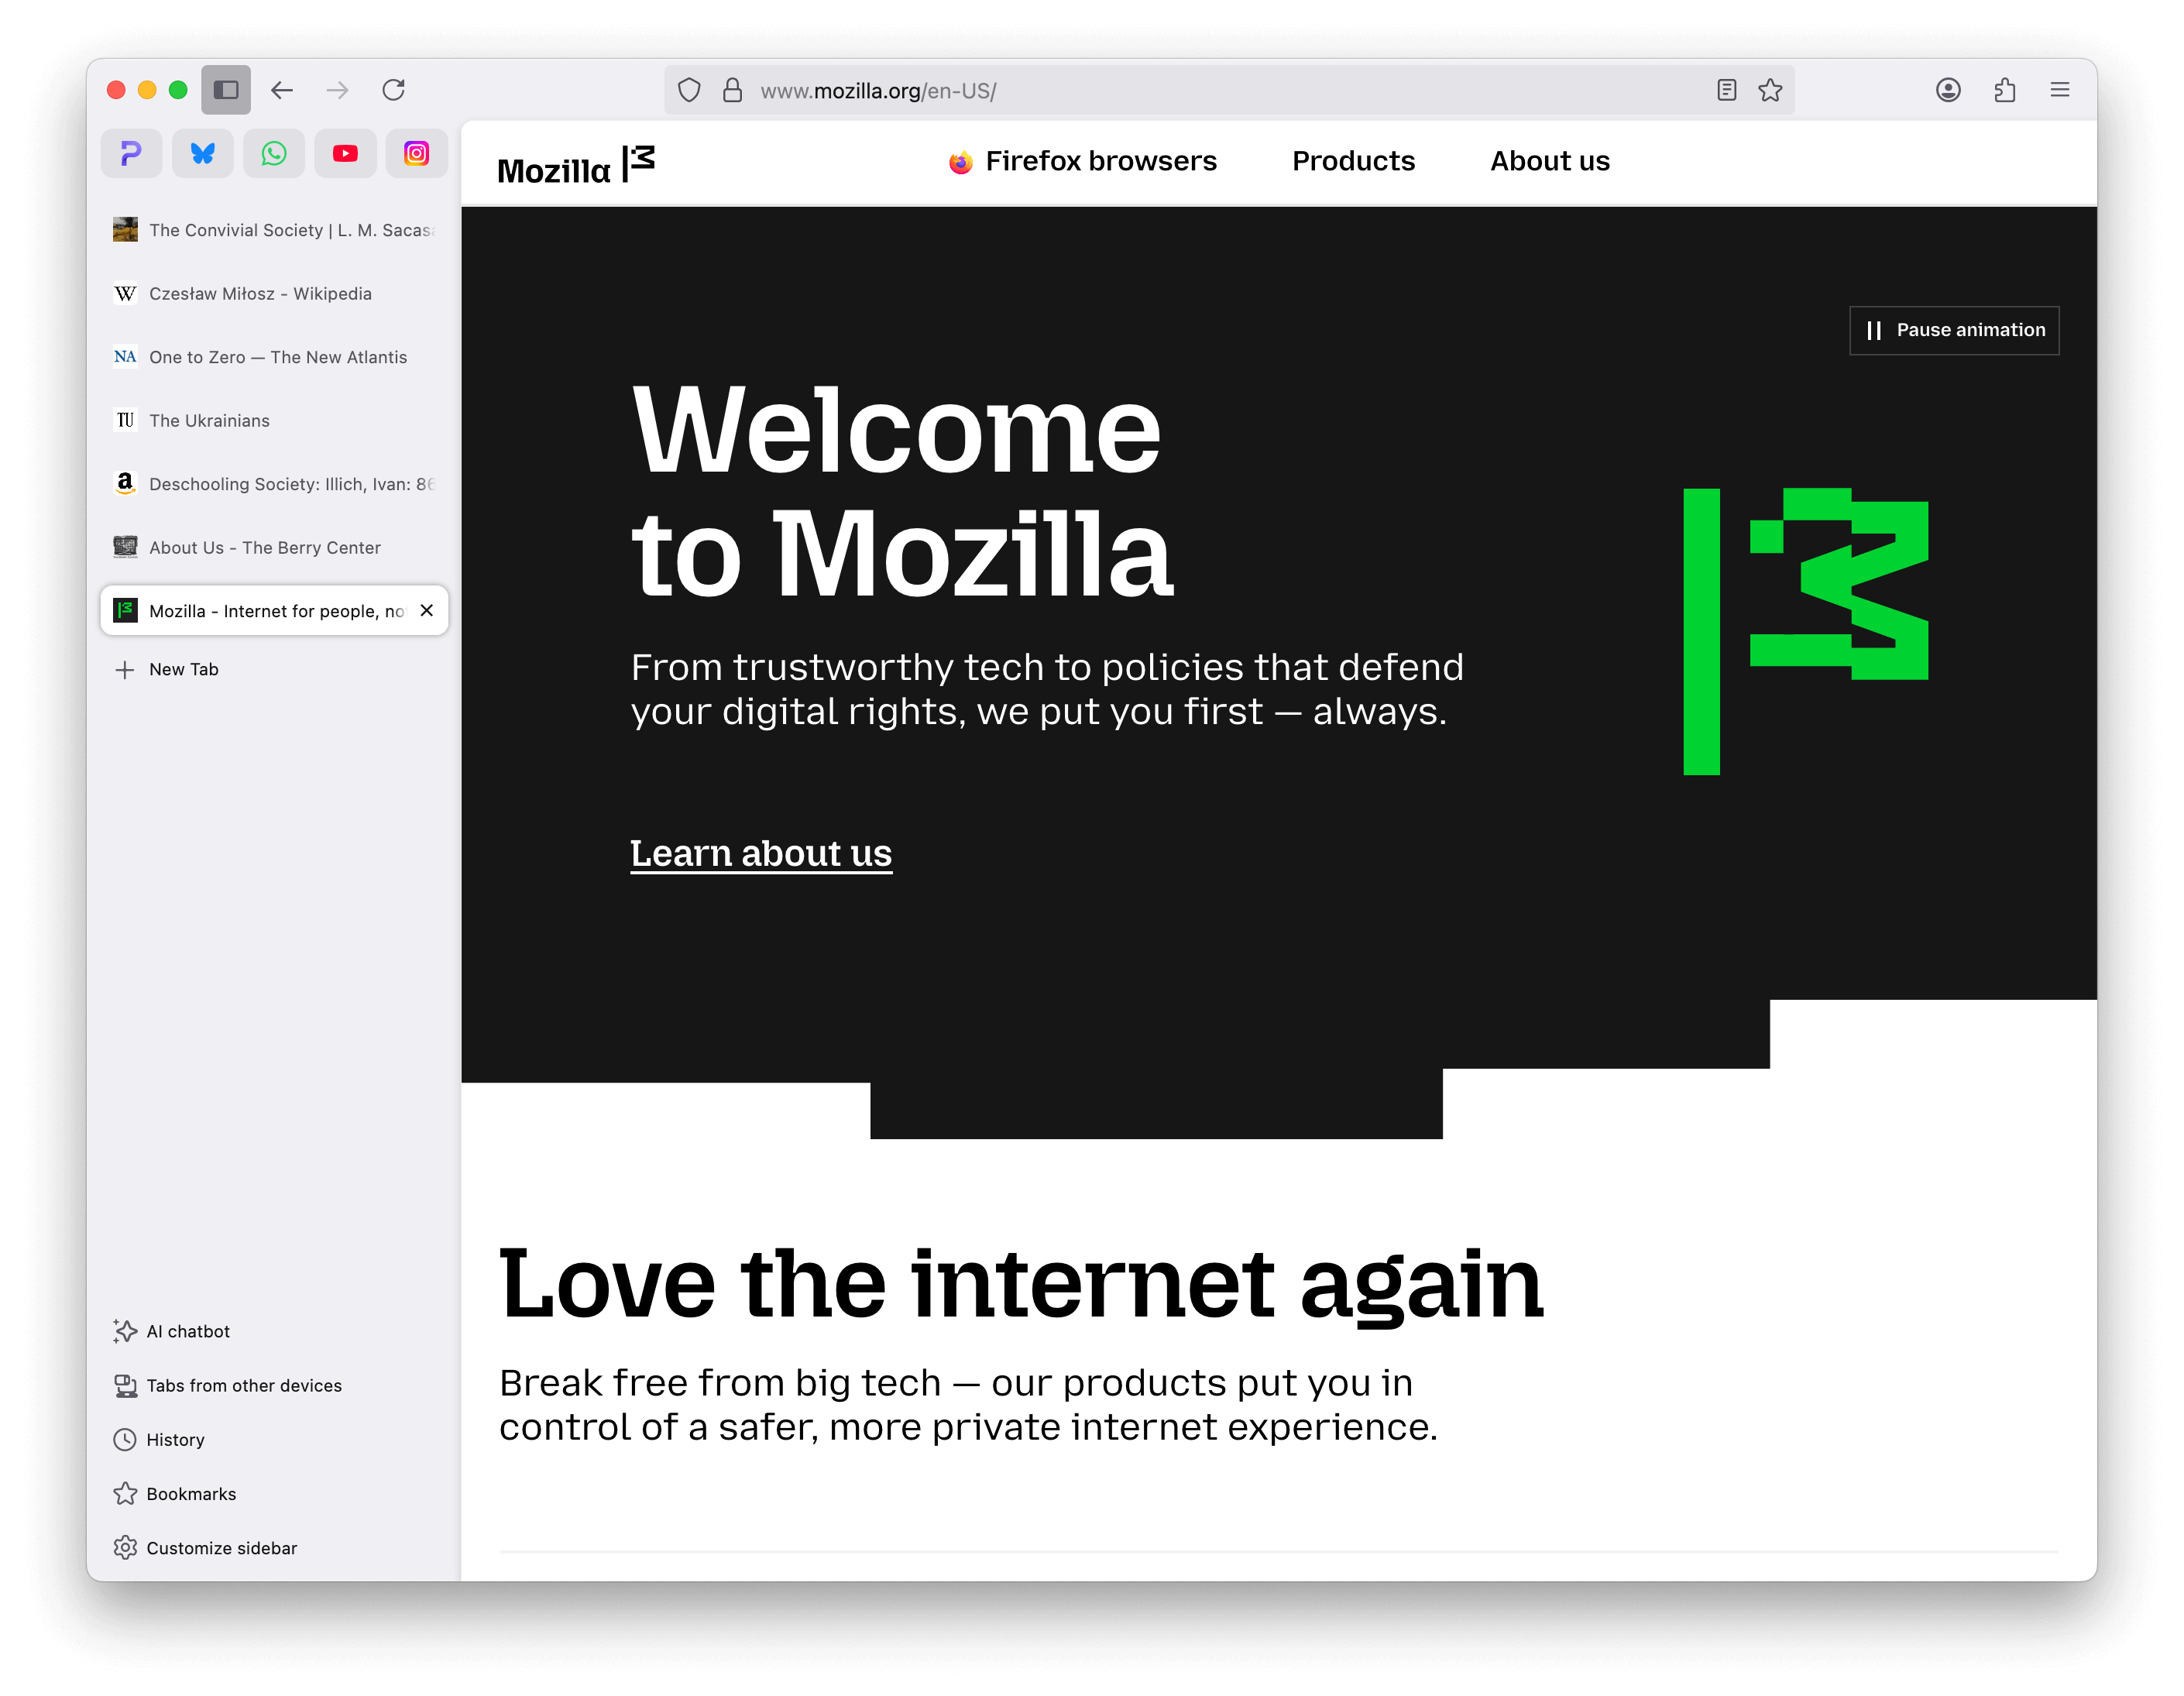 www.mozilla.org/en-US/
The Convivial Society | L. M. Sacas
Czesław Miłosz - Wikipedia
NA One to Zero — The New Atlantis
TU The Ukrainians
Deschooling Society: Illich, Ivan: 86
About Us - The Berry Center
Mozilla - Internet for people, no
New Tab
AI chatbot
Tabs from other devices
History
Bookmarks
Customize sidebar
Mozilla
Firefox browsers
Products
About us
Pause animation
Welcome
to Mozilla
From trustworthy tech to policies that defend
your digital rights, we put you first — always.
Learn about us
Love the internet again
Break free from big tech — our products put you in
control of a safer, more private internet experience.